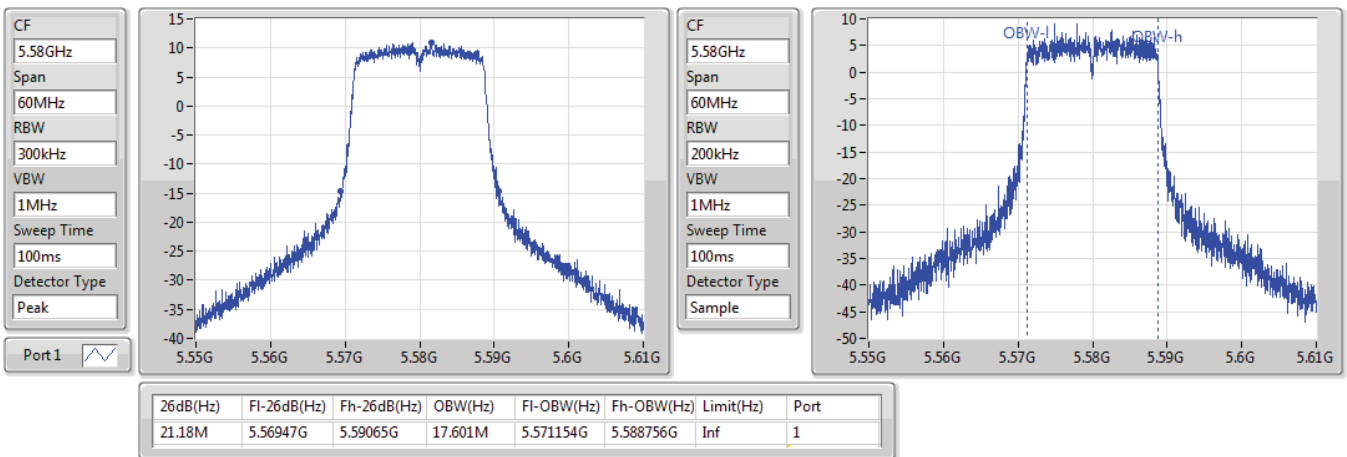 CF
5.58GHz
Span
60MHz
RBW
300kHz
VBW
1MHz
Sweep Time
100ms
Detector Type
Peak
Port 1
15-
10-
5-
0-
-5-
-10-
-15-
-20-
-25-
-30-
-35-
-40-
5.55G 5.56G 5.57G 5.58G 5.59G 5.6G 5.61G
CF
5.58GHz
Span
60MHz
RBW
200kHz
VBW
1MHz
Sweep Time
100ms
Detector Type
Sample
10-
5-
0-
-5-
-10-
-15-
-20-
-25-
-30-
-35-
-40-
-45-
-50-
OBW-l OBW-h
5.55G 5.56G 5.57G 5.58G 5.59G 5.6G 5.61G
26dB(Hz) Fl-26dB(Hz) Fh-26dB(Hz) OBW(Hz) Fl-OBW(Hz) Fh-OBW(Hz) Limit(Hz) Port
21.18M 5.56947G 5.59065G 17.601M 5.571154G 5.588756G Inf 1